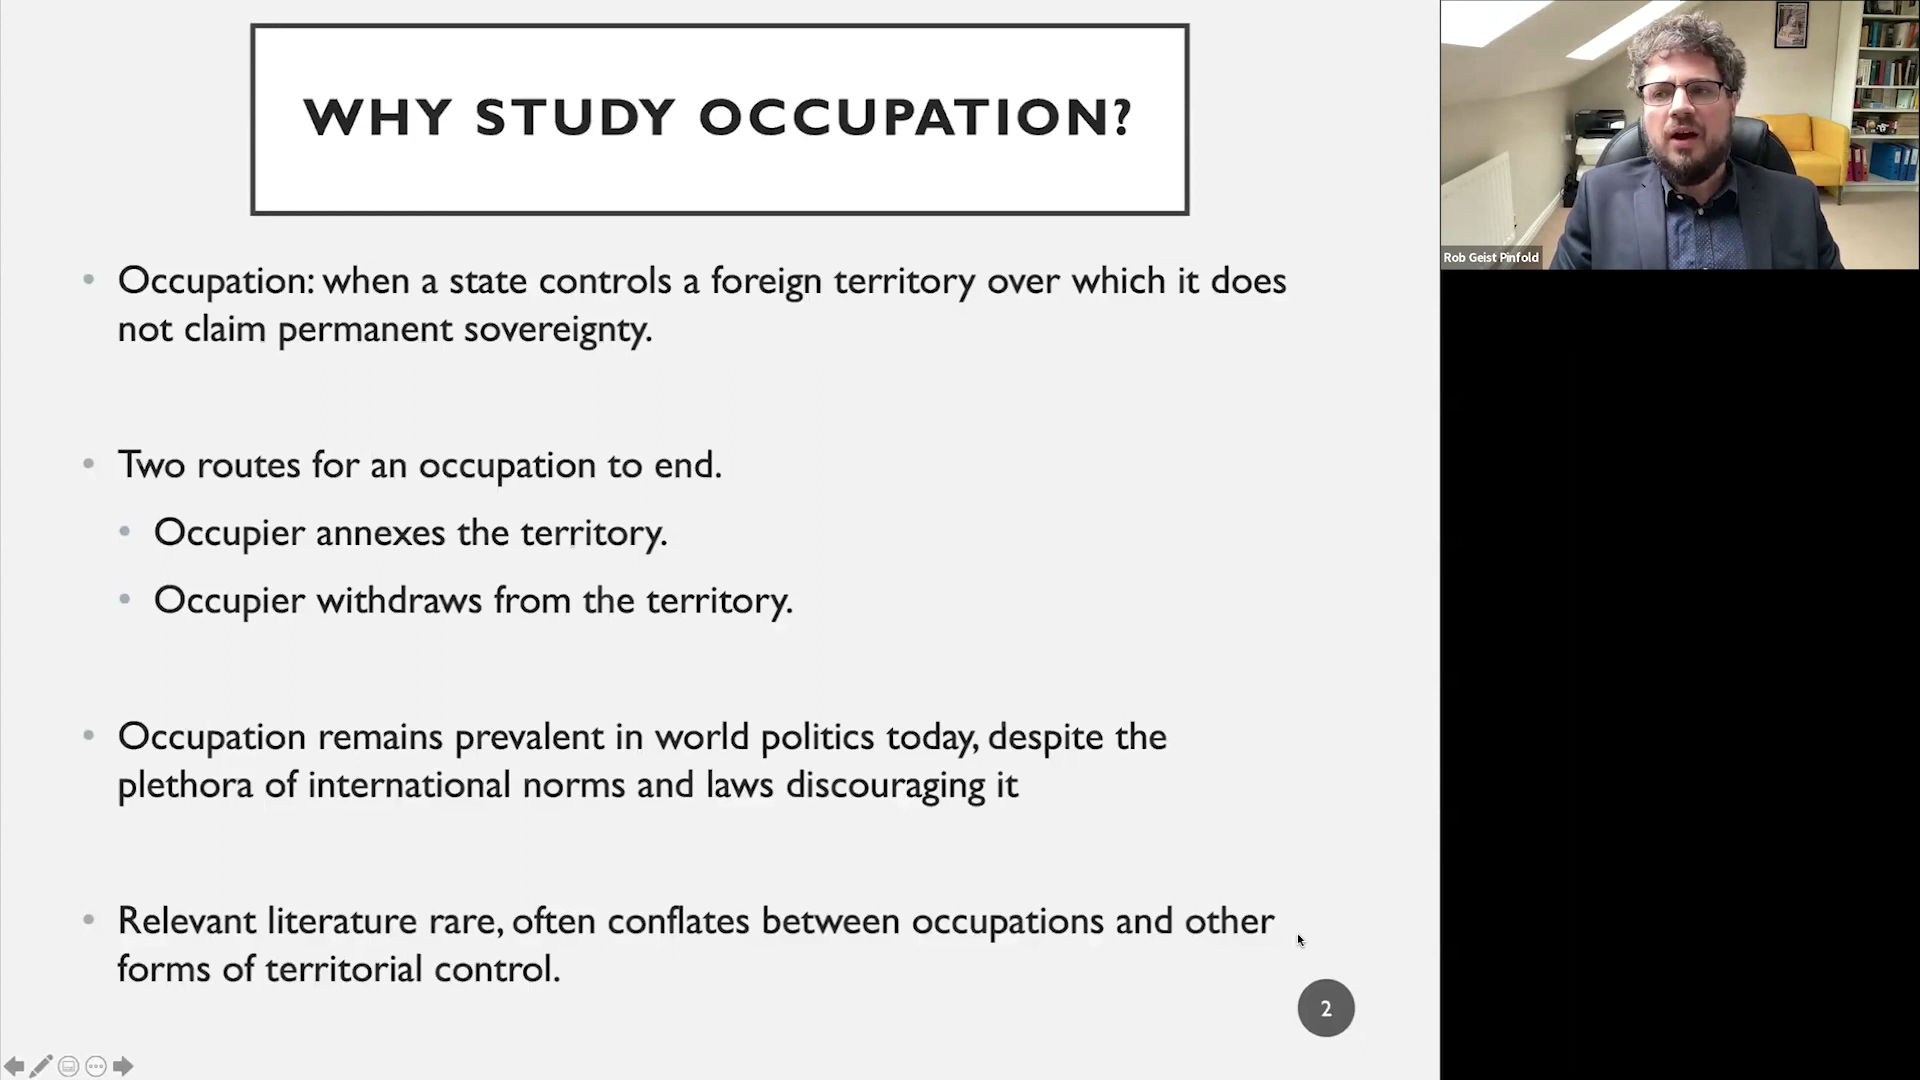 WHY STUDY OCCUPATION?
Occupation: when a state controls a foreign territory over which it does
not claim permanent sovereignty.
Two routes for an occupation to end.
Occupier annexes the territory.
Occupier withdraws from the territory.
Occupation remains prevalent in world politics today, despite the
plethora of international norms and laws discouraging it
Relevant literature rare, often conflates between occupations and other
forms of territorial control.
2
Rob Geist Pinfold